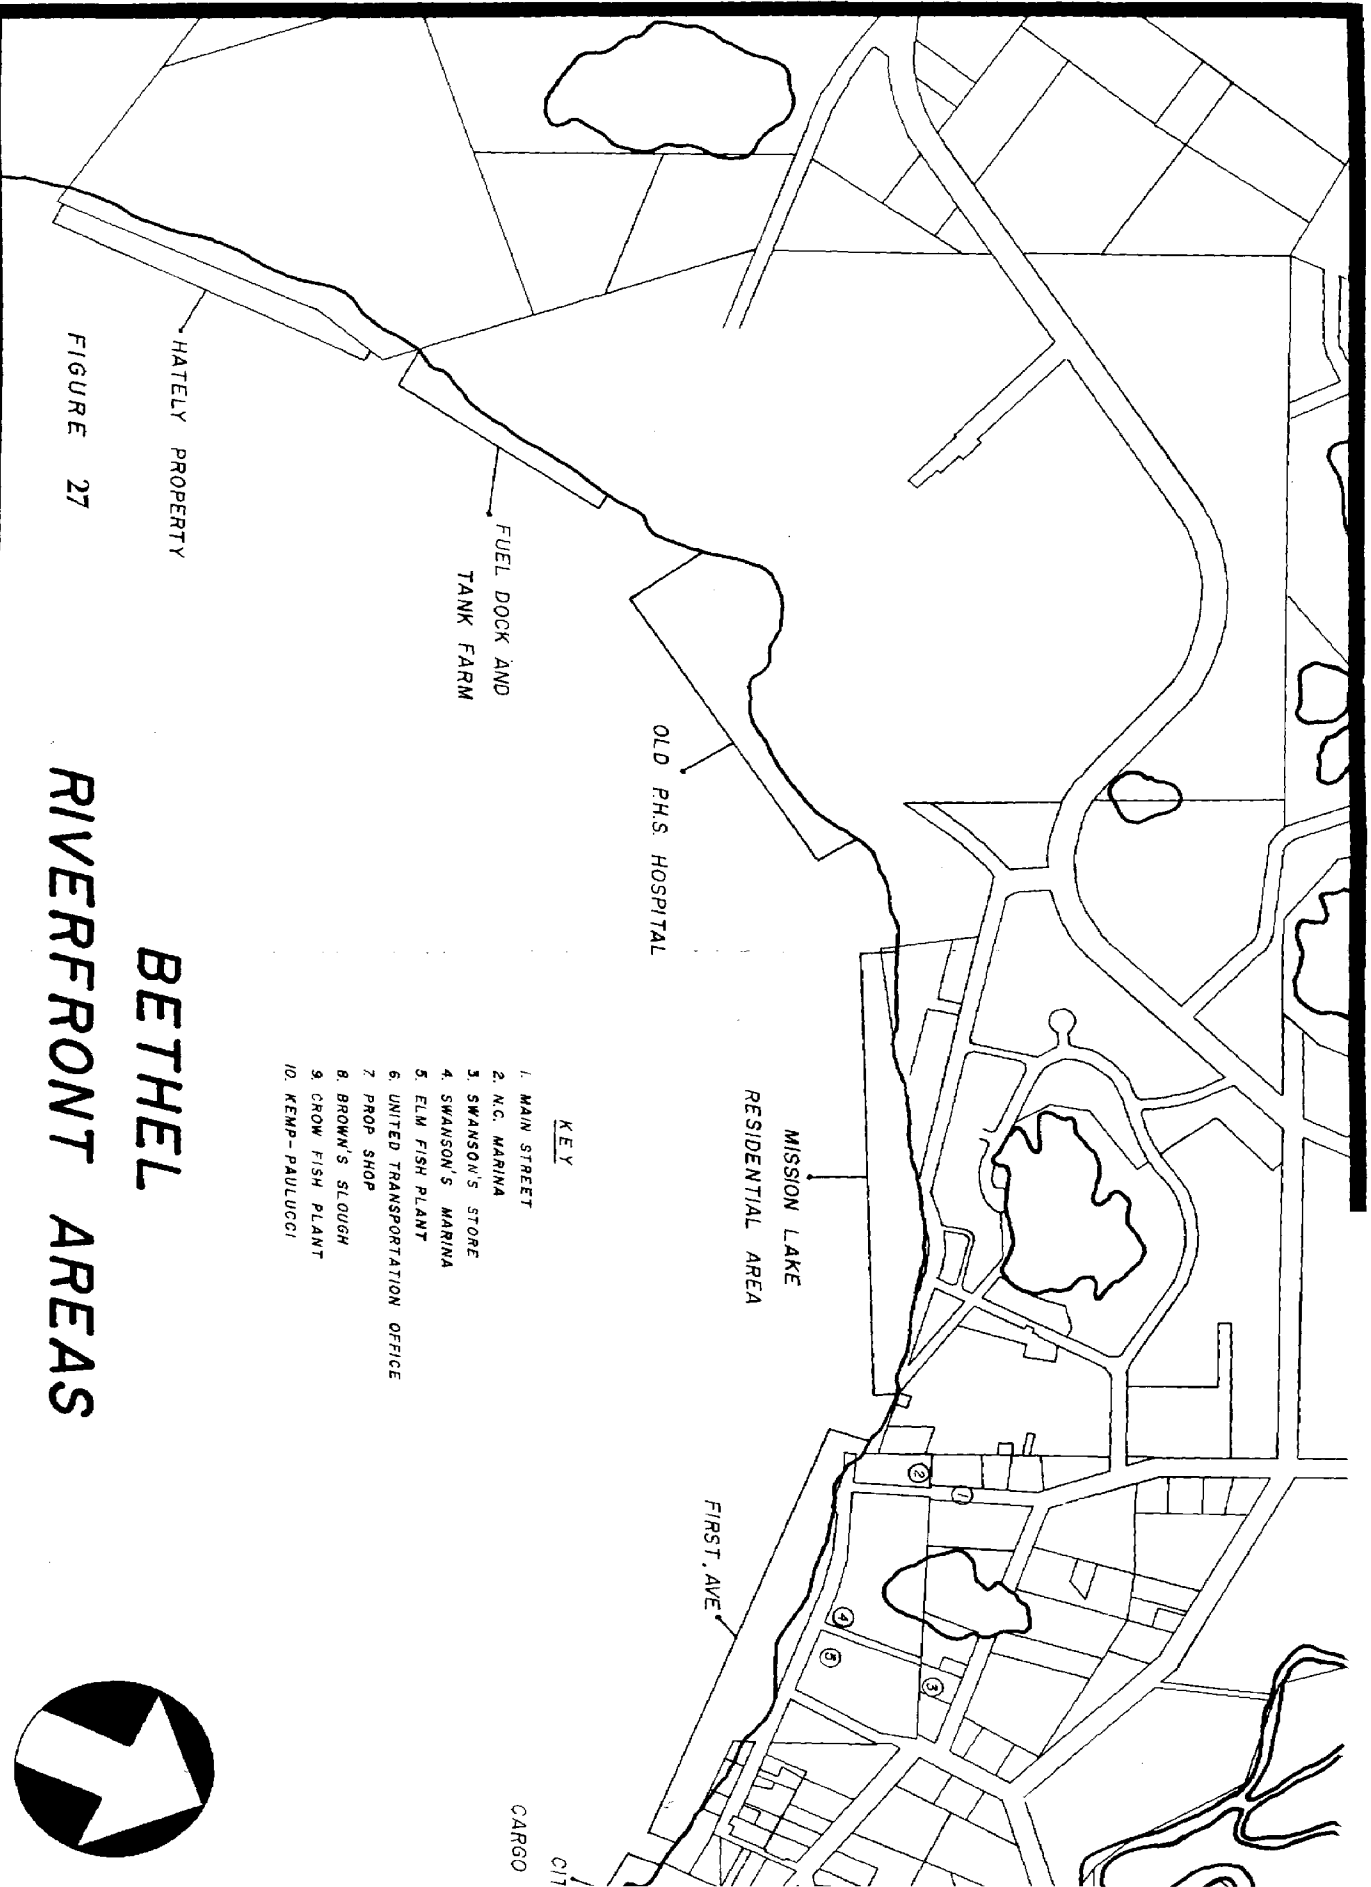 HATELY PROPERTY
FUEL DOCK AND
TANK FARM
OLD P.H.S. HOSPITAL
MISSION LAKE
RESIDENTIAL AREA
FIRST AVE
CARGO
KEY
1. MAIN STREET
2. N.C. MARINA
3. SWANSON'S STORE
4. SWANSON'S MARINA
5. ELM FISH PLANT
6. UNITED TRANSPORTATION OFFICE
7. PROP SHOP
8. BROWN'S SLOUGH
9. CROW FISH PLANT
10. KEMP-PAULUCCI
1
2
3
4
5
BETHEL
RIVERFRONT AREAS
FIGURE 27